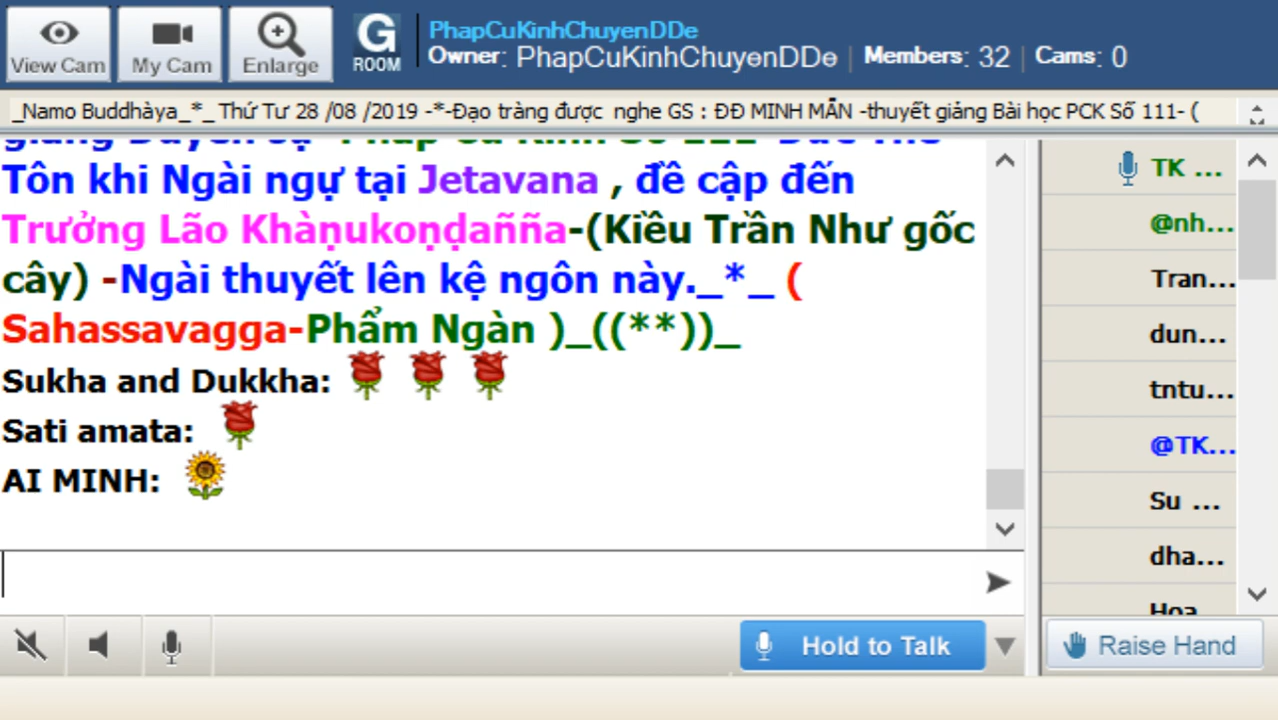 View Cam
My Cam
Enlarge
G
ROOM
PhapCuKinhChuyenDDe
Owner: PhapCuKinhChuyenDDe | Members: 32 | Cams: 0
_Namo Buddhàya_*_ Thứ Tư 28 /08 /2019 -*-Đạo tràng được nghe GS : ĐĐ MINH MẪN -thuyết giảng Bài học PCK Số 111- (
Tôn khi Ngài ngự tại Jetavana , đề cập đến
Trưởng Lão Khàṇukoṇḍañña-(Kiều Trần Như gốc
cây) -Ngài thuyết lên kệ ngôn này._*_ (
Sahassavagga-Phẩm Ngàn )_((**))_
Sukha and Dukkha:
Sati amata:
AI MINH:
TK ...
@nh...
Tran...
dun...
tntu...
@TK...
Su ...
dha...
Hoa
Hold to Talk
Raise Hand